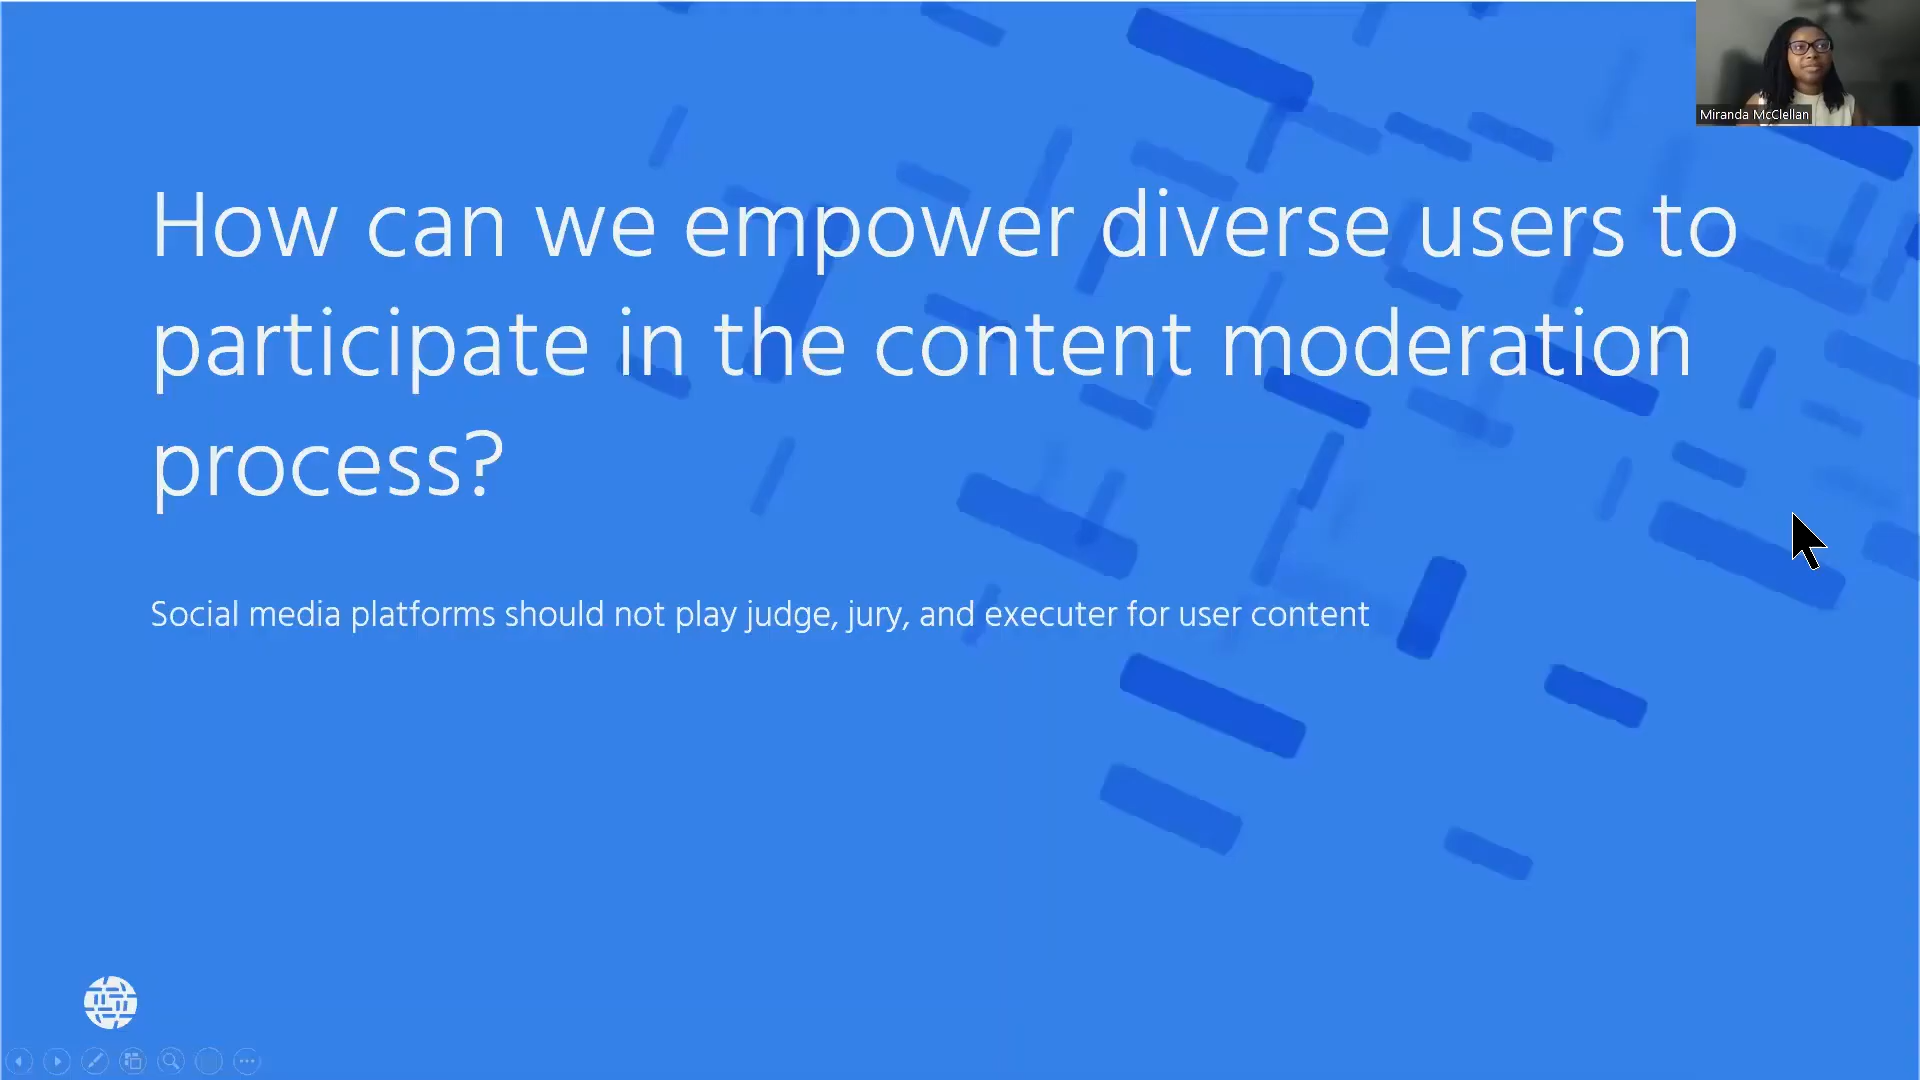 Miranda McClellan
How can we empower diverse users to
participate in the content moderation
process?
Social media platforms should not play judge, jury, and executer for user content